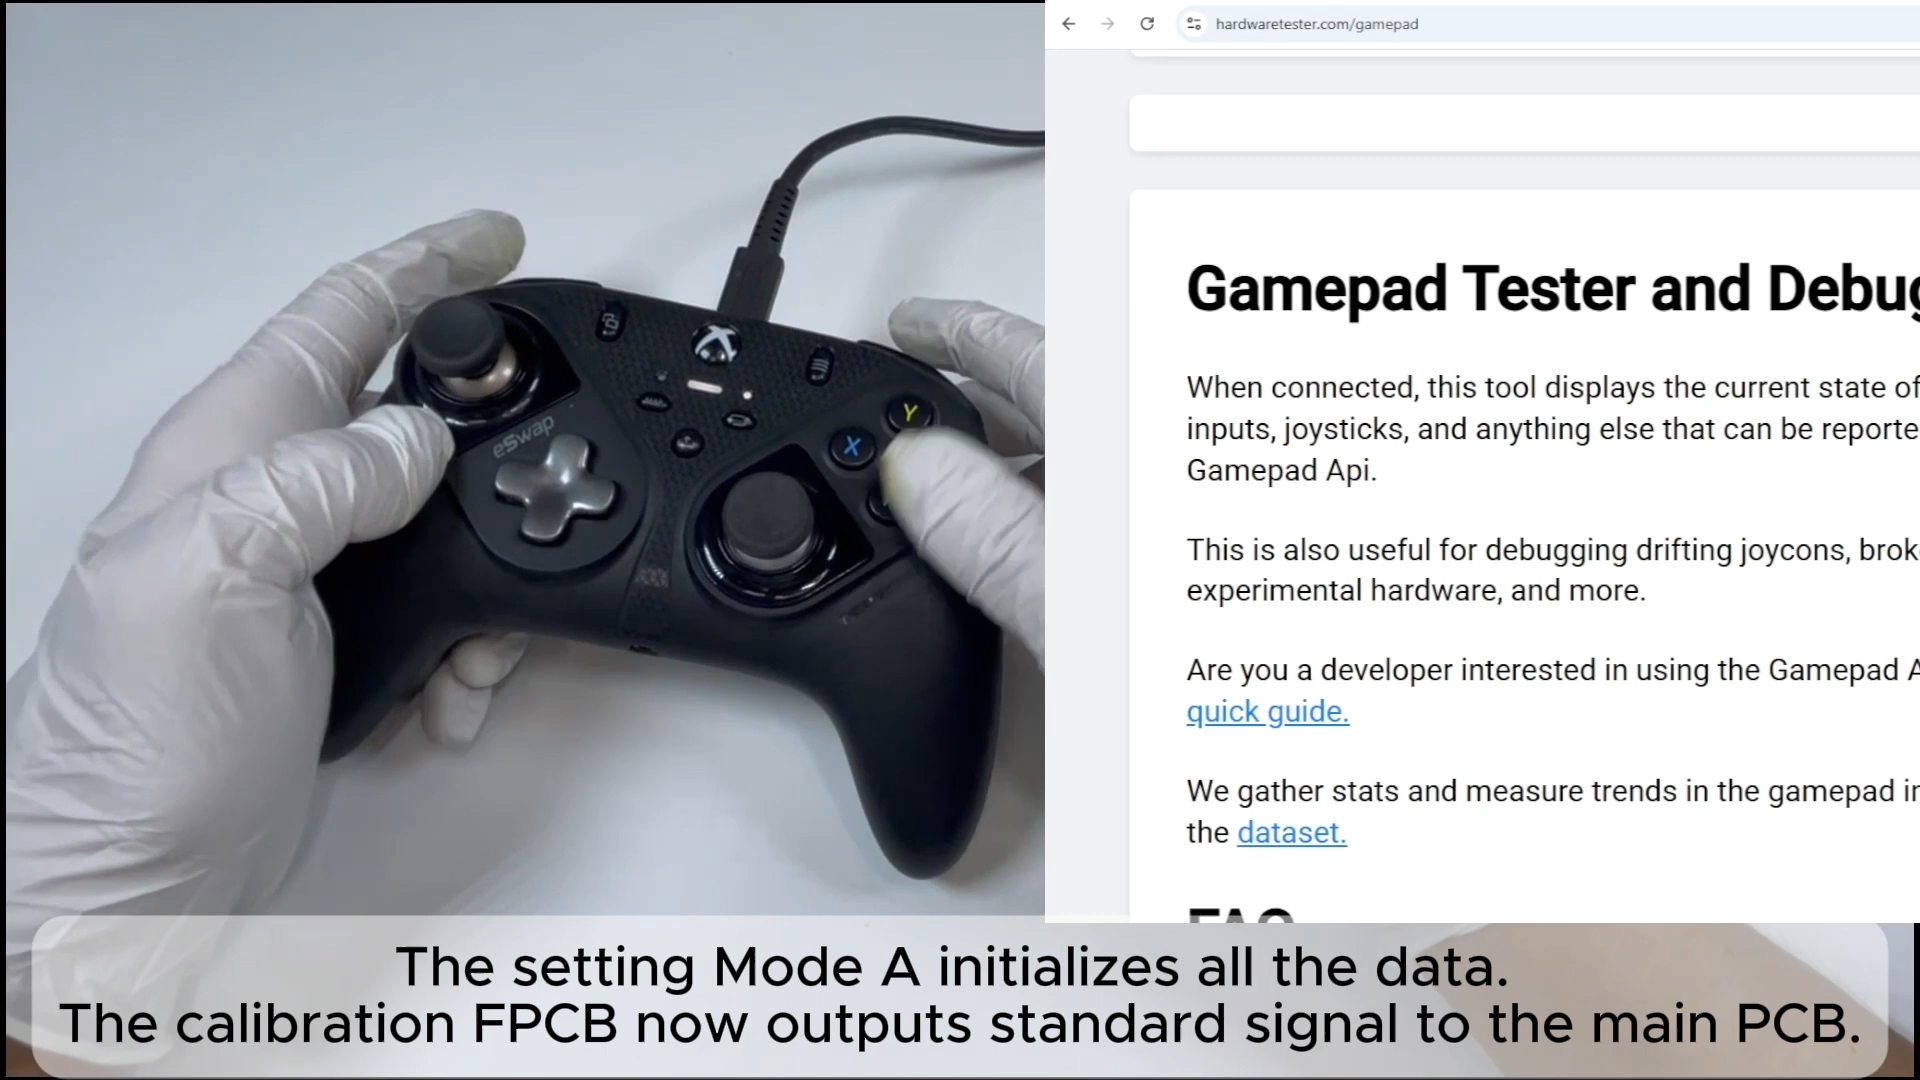 hardwaretester.com/gamepad
Gamepad Tester and Debug
When connected, this tool displays the current state of
inputs, joysticks, and anything else that can be reporte
Gamepad Api.
This is also useful for debugging drifting joycons, brok
experimental hardware, and more.
Are you a developer interested in using the Gamepad A
quick guide.
We gather stats and measure trends in the gamepad in
the dataset.
FAQ
eSwap
Y
X
The setting Mode A initializes all the data.
The calibration FPCB now outputs standard signal to the main PCB.